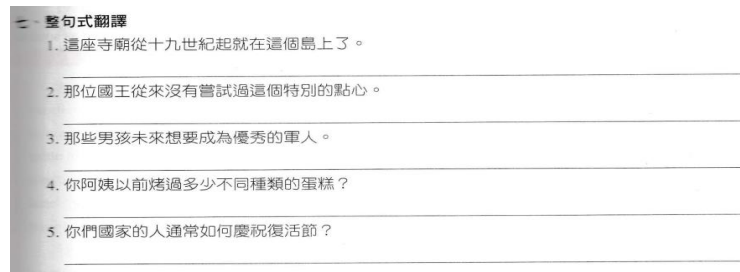 七、整句式翻譯
1. 這座寺廟從十九世紀起就在這個島上了。
2. 那位國王從來沒有嘗試過這個特別的點心。
3. 那些男孩未來想要成為優秀的軍人。
4. 你阿姨以前烤過多少不同種類的蛋糕？
5. 你們國家的人通常如何慶祝復活節？